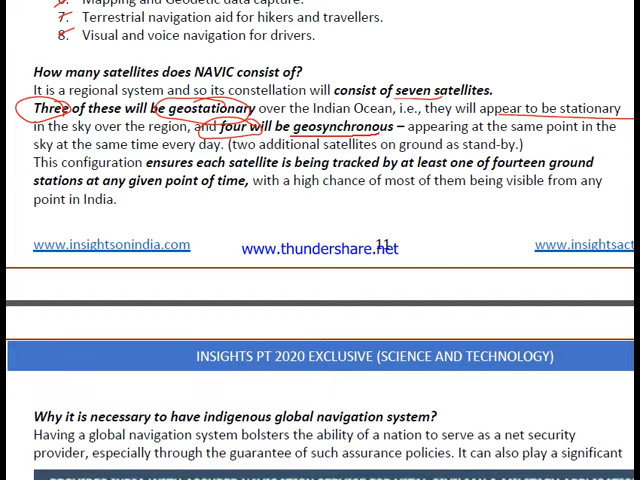 6. Mapping and Geodetic data capture.
7. Terrestrial navigation aid for hikers and travellers.
8. Visual and voice navigation for drivers.
How many satellites does NAVIC consist of?
It is a regional system and so its constellation will consist of seven satellites.
Three of these will be geostationary over the Indian Ocean, i.e., they will appear to be stationary
in the sky over the region, and four will be geosynchronous – appearing at the same point in the
sky at the same time every day. (two additional satellites on ground as stand-by.)
This configuration ensures each satellite is being tracked by at least one of fourteen ground
stations at any given point of time, with a high chance of most of them being visible from any
point in India.
www.insightsonindia.com 11 www.insightsact
www.thundershare.net
INSIGHTS PT 2020 EXCLUSIVE (SCIENCE AND TECHNOLOGY)
Why it is necessary to have indigenous global navigation system?
Having a global navigation system bolsters the ability of a nation to serve as a net security
provider, especially through the guarantee of such assurance policies. It can also play a significant